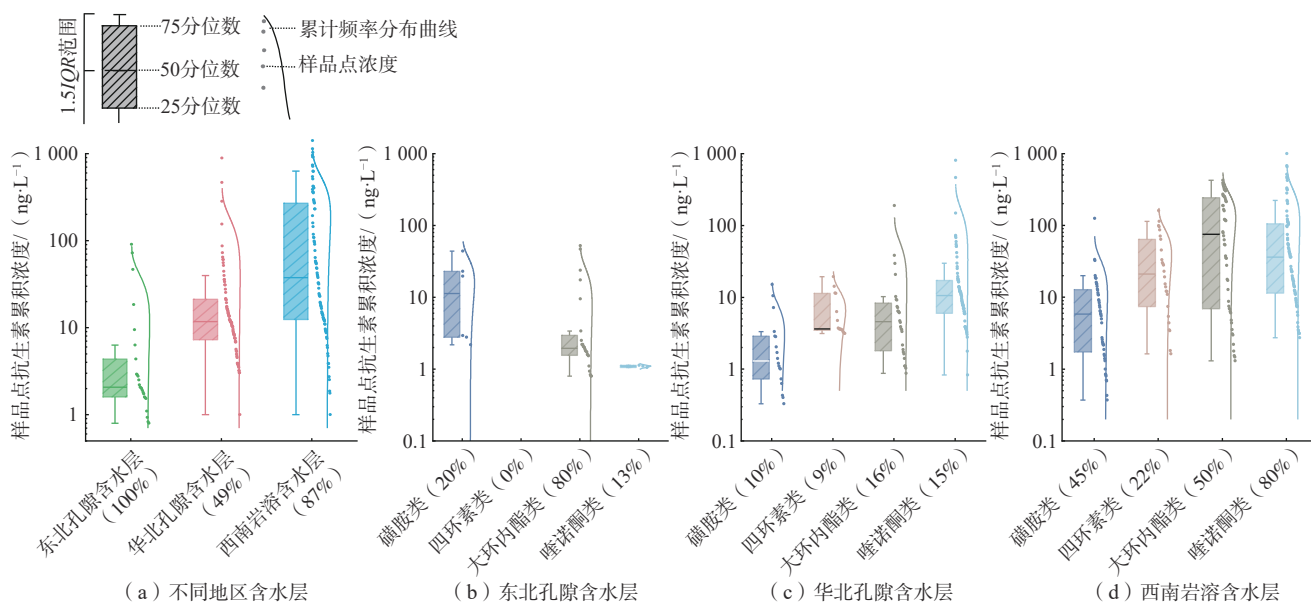 1.5IQR范围
75分位数
50分位数
25分位数
累计频率分布曲线
样品点浓度
样品点抗生素累积浓度/（ng·L⁻¹）
1 000
100
10
1
东北孔隙含水层
（100%）
华北孔隙含水层
（49%）
西南岩溶含水层
（87%）
（a）不同地区含水层
样品点抗生素累积浓度/（ng·L⁻¹）
1 000
100
10
1
0.1
磺胺类（20%）
四环素类（0%）
大环内酯类（80%）
喹诺酮类（13%）
（b）东北孔隙含水层
样品点抗生素累积浓度/（ng·L⁻¹）
1 000
100
10
1
0.1
磺胺类（10%）
四环素类（9%）
大环内酯类（16%）
喹诺酮类（15%）
（c）华北孔隙含水层
样品点抗生素累积浓度/（ng·L⁻¹）
1 000
100
10
1
0.1
磺胺类（45%）
四环素类（22%）
大环内酯类（50%）
喹诺酮类（80%）
（d）西南岩溶含水层